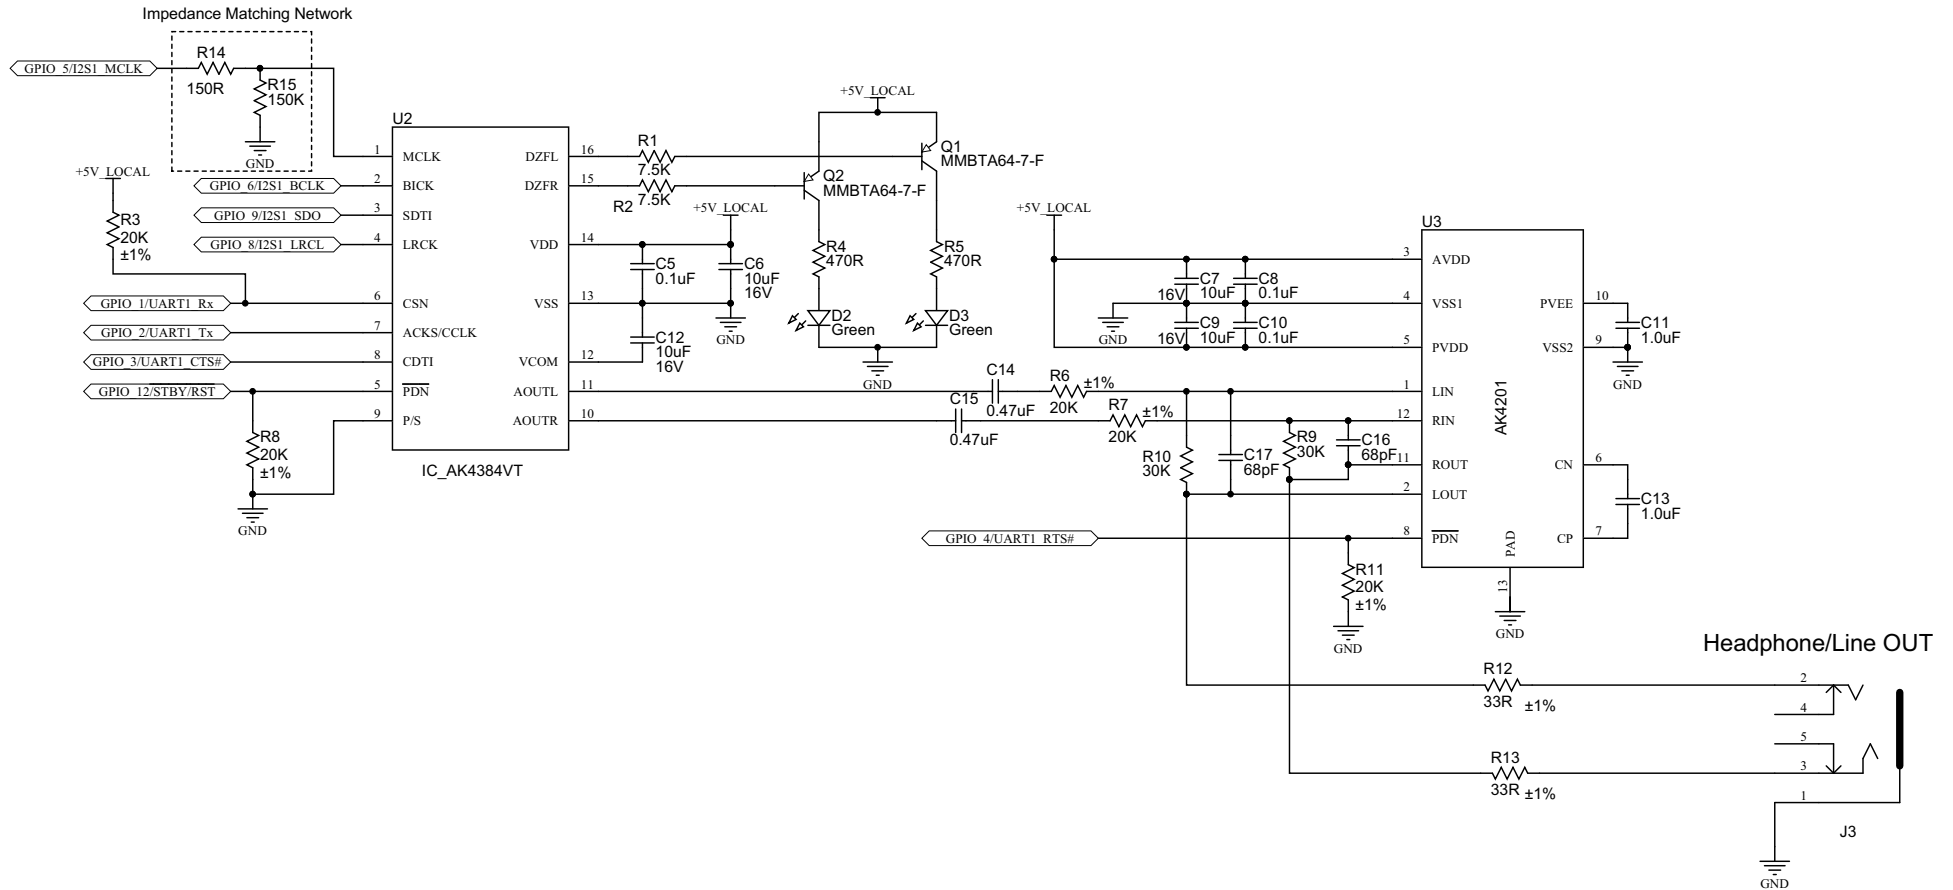 Impedance Matching Network
GPIO_5/I2S1_MCLK
R14
150R
R15
150K
GND
+5V_LOCAL
R3
20K
±1%
GPIO_6/I2S1_BCLK
GPIO_9/I2S1_SDO
GPIO_8/I2S1_LRCL
GPIO_1/UART1_Rx
GPIO_2/UART1_Tx
GPIO_3/UART1_CTS#
GPIO_12/STBY/RST
R8
20K
±1%
GND
U2
1 MCLK
2 BICK
3 SDTI
4 LRCK
6 CSN
7 ACKS/CCLK
8 CDTI
5 PDN
9 P/S
DZFL 16
DZFR 15
VDD 14
VSS 13
VCOM 12
AOUTL 11
AOUTR 10
IC_AK4384VT
R1
7.5K
R2
7.5K
+5V_LOCAL
C5
0.1uF
C6
10uF
16V
GND
C12
10uF
16V
+5V_LOCAL
Q1
MMBTA64-7-F
Q2
MMBTA64-7-F
R4
470R
R5
470R
D2
Green
D3
Green
GND
C14
0.47uF
C15
0.47uF
R6
±1%
20K
R7
±1%
20K
+5V_LOCAL
C7
16V
10uF
C8
0.1uF
GND
C9
16V
10uF
C10
0.1uF
R10
30K
C17
68pF
R9
30K
C16
68pF
GPIO_4/UART1_RTS#
R11
20K
±1%
GND
U3
3 AVDD
4 VSS1
5 PVDD
1 LIN
12 RIN
11 ROUT
2 LOUT
8 PDN
AK4201
PVEE 10
VSS2 9
CN 6
CP 7
PAD
13
GND
C11
1.0uF
GND
C13
1.0uF
Headphone/Line OUT
R12
33R
±1%
R13
33R
±1%
2
4
5
3
1
J3
GND